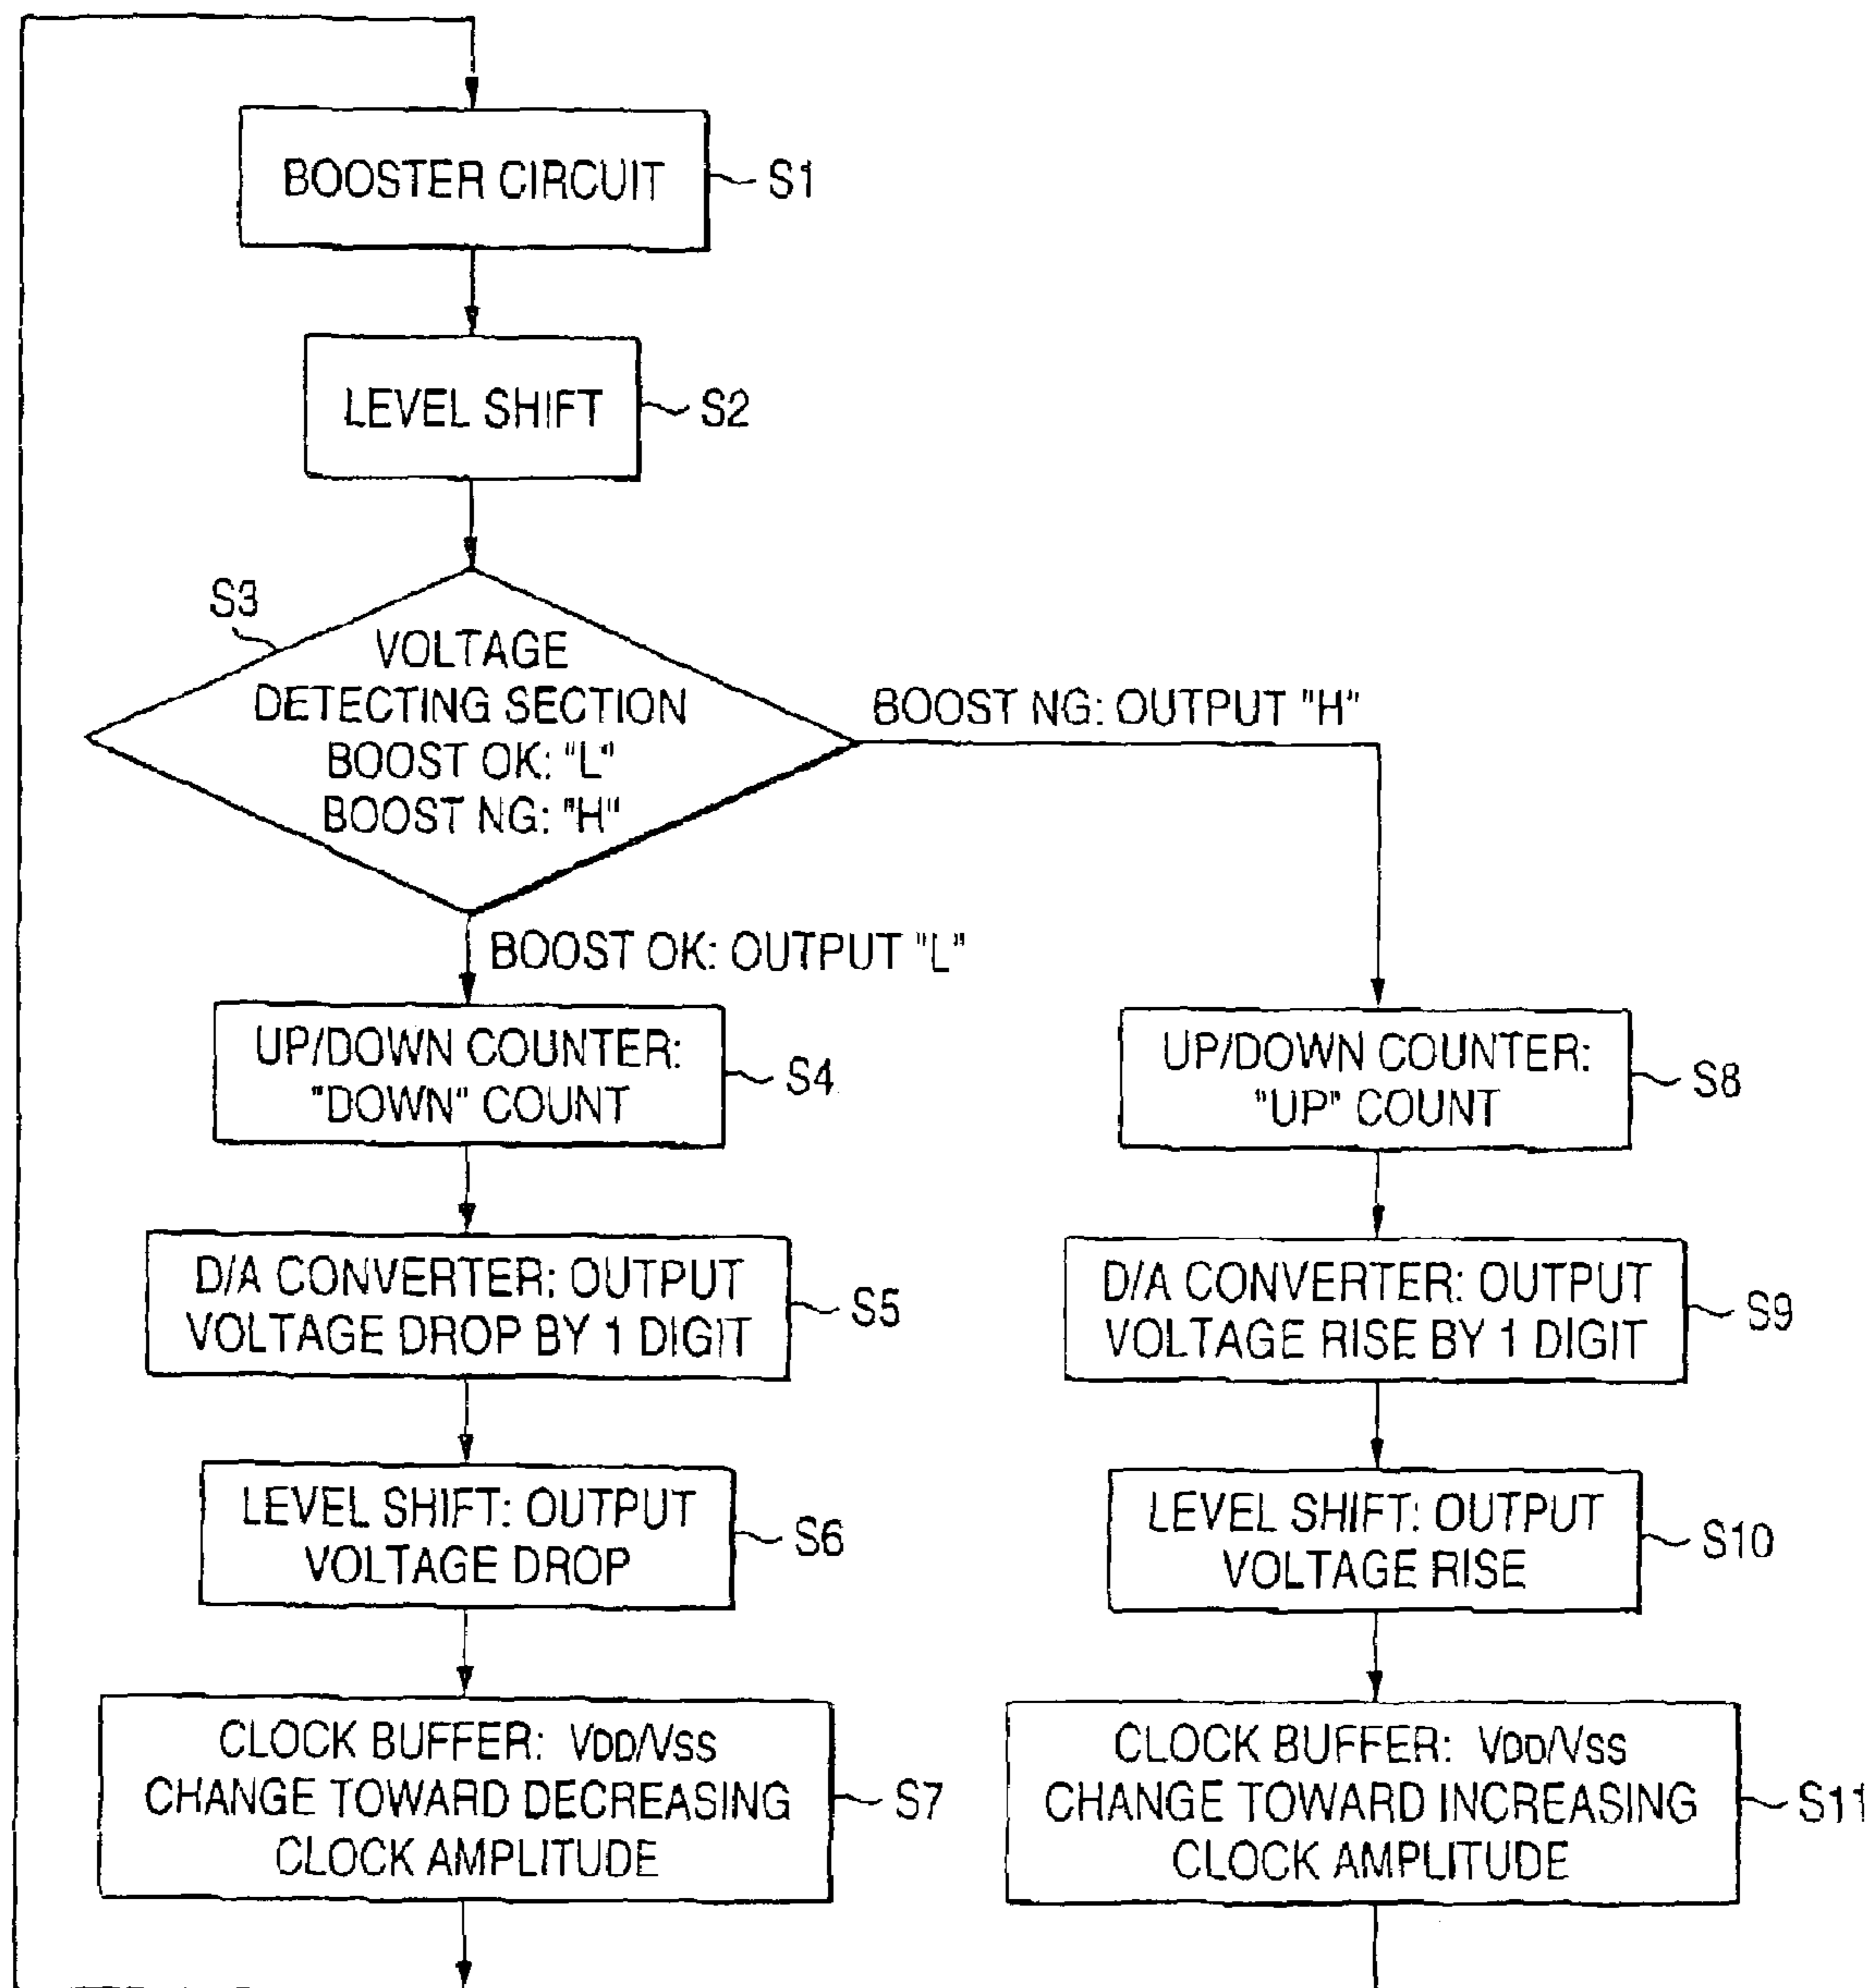 BOOSTER CIRCUIT
S1
LEVEL SHIFT
S2
S3
VOLTAGE
DETECTING SECTION
BOOST OK: "L"
BOOST NG: "H"
BOOST NG: OUTPUT "H"
BOOST OK: OUTPUT "L"
UP/DOWN COUNTER:
"DOWN" COUNT
S4
D/A CONVERTER: OUTPUT
VOLTAGE DROP BY 1 DIGIT
S5
LEVEL SHIFT: OUTPUT
VOLTAGE DROP
S6
CLOCK BUFFER: VDD/VSS
CHANGE TOWARD DECREASING
CLOCK AMPLITUDE
S7
UP/DOWN COUNTER:
"UP" COUNT
S8
D/A CONVERTER: OUTPUT
VOLTAGE RISE BY 1 DIGIT
S9
LEVEL SHIFT: OUTPUT
VOLTAGE RISE
S10
CLOCK BUFFER: VDD/VSS
CHANGE TOWARD INCREASING
CLOCK AMPLITUDE
S11